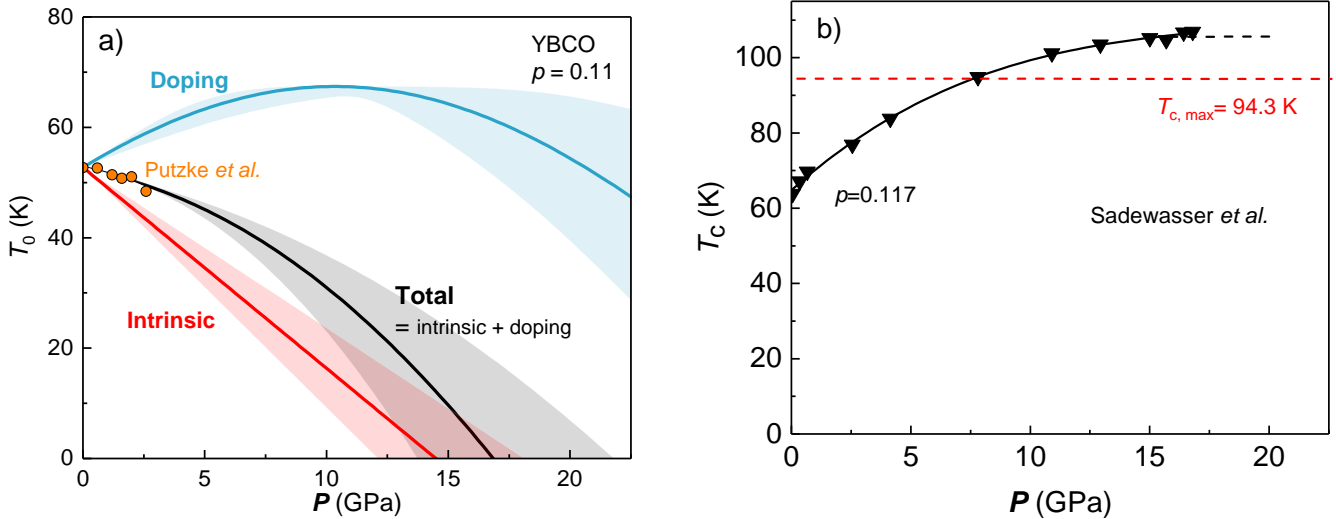 a)
YBCO
p = 0.11
Doping
Putzke et al.
Intrinsic
Total
= intrinsic + doping
80
60
40
20
0
T0 (K)
0 5 10 15 20
P (GPa)
b)
Tc, max= 94.3 K
p=0.117
Sadewasser et al.
100
80
60
40
20
0
Tc (K)
0 5 10 15 20
P (GPa)